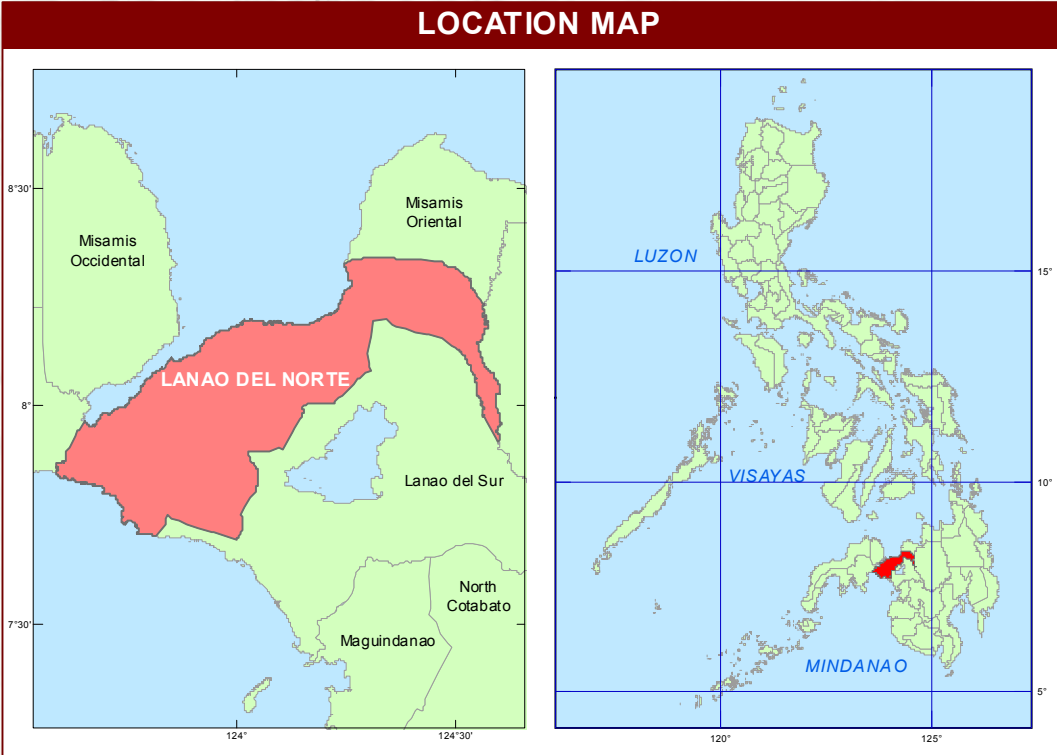 LOCATION MAP
8°30'
8°
7°30'
124°
124°30'
Misamis
Occidental
Misamis
Oriental
LANAO DEL NORTE
Lanao del Sur
North
Cotabato
Maguindanao
LUZON
VISAYAS
MINDANAO
15°
10°
5°
120°
125°